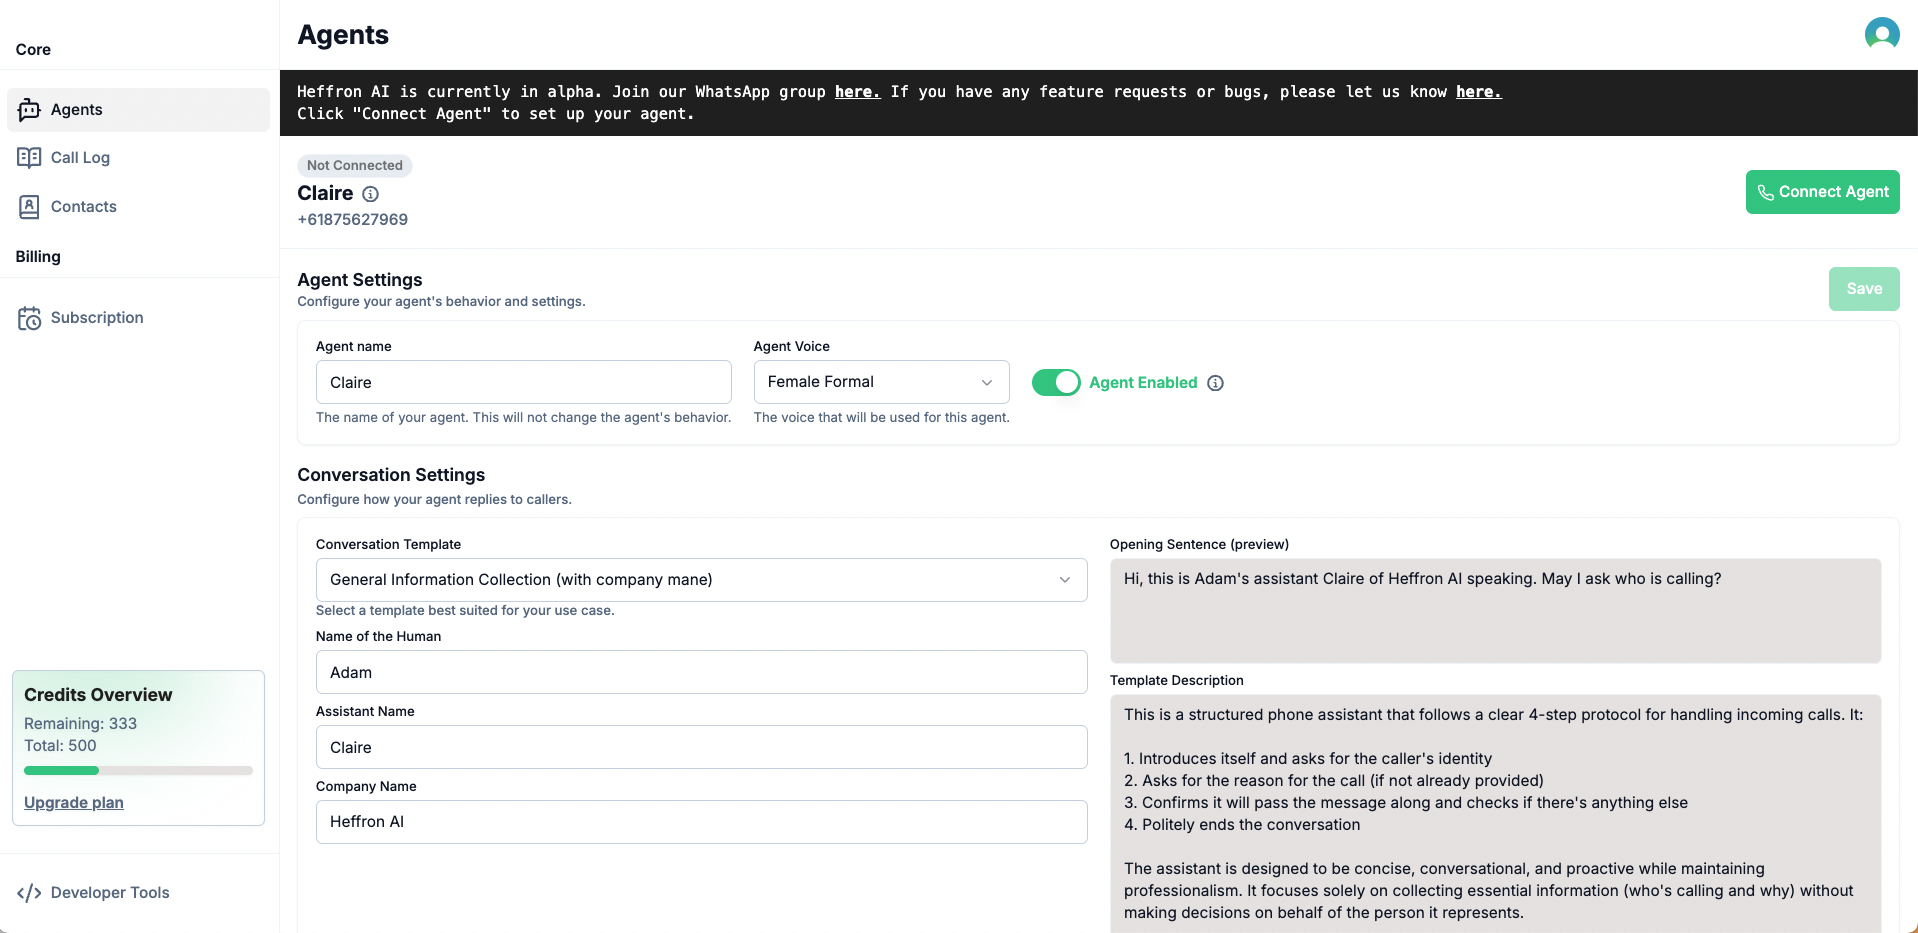 Core
Agents
Call Log
Contacts
Billing
Subscription
Credits Overview
Remaining: 333
Total: 500
Upgrade plan
Developer Tools
Agents
Heffron AI is currently in alpha. Join our WhatsApp group here. If you have any feature requests or bugs, please let us know here.
Click "Connect Agent" to set up your agent.
Not Connected
Claire
+61875627969
Connect Agent
Agent Settings
Configure your agent's behavior and settings.
Save
Agent name
Claire
The name of your agent. This will not change the agent's behavior.
Agent Voice
Female Formal
The voice that will be used for this agent.
Agent Enabled
Conversation Settings
Configure how your agent replies to callers.
Conversation Template
General Information Collection (with company mane)
Select a template best suited for your use case.
Name of the Human
Adam
Assistant Name
Claire
Company Name
Heffron AI
Opening Sentence (preview)
Hi, this is Adam's assistant Claire of Heffron AI speaking. May I ask who is calling?
Template Description
This is a structured phone assistant that follows a clear 4-step protocol for handling incoming calls. It:
1. Introduces itself and asks for the caller's identity
2. Asks for the reason for the call (if not already provided)
3. Confirms it will pass the message along and checks if there's anything else
4. Politely ends the conversation
The assistant is designed to be concise, conversational, and proactive while maintaining
professionalism. It focuses solely on collecting essential information (who's calling and why) without
making decisions on behalf of the person it represents.